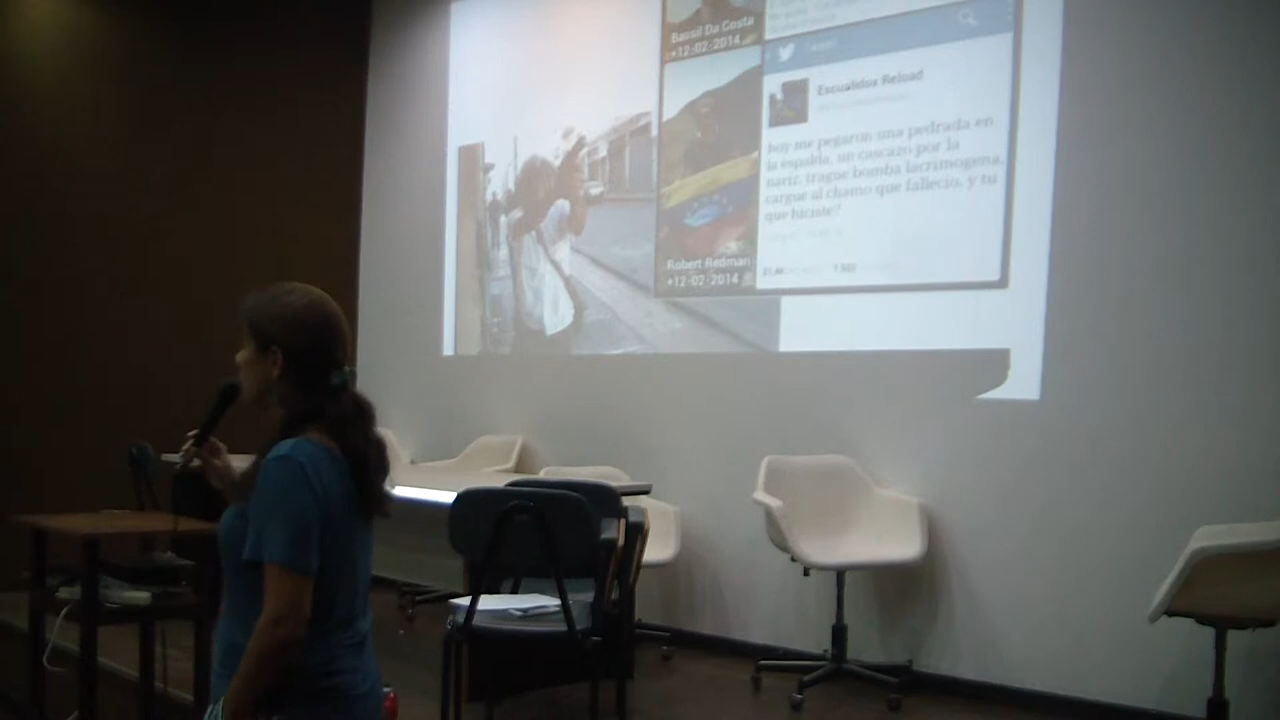 Bassil Da Costa
+12-02-2014
Tweet
Escualidos Reload
hoy me pegaron una pedrada en
la espalda, un cascazo por la
nariz, trague bomba lacrimogena,
cargue al chamo que fallecio, y tu
que hiciste?
Robert Redman
+12-02-2014